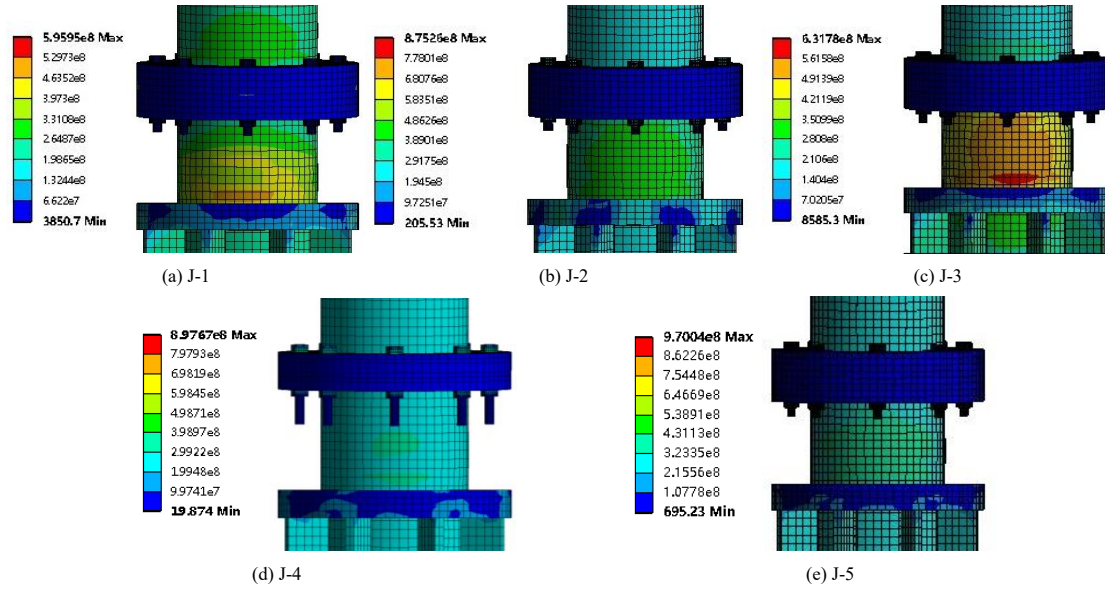 5.9595e8 Max
5.2973e8
4.6352e8
3.973e8
3.3108e8
2.6487e8
1.9865e8
1.3244e8
6.622e7
3850.7 Min
8.7526e8 Max
7.7801e8
6.8076e8
5.8351e8
4.8626e8
3.8901e8
2.9175e8
1.945e8
9.7251e7
205.53 Min
6.3178e8 Max
5.6158e8
4.9139e8
4.2119e8
3.5099e8
2.808e8
2.106e8
1.404e8
7.0205e7
8585.3 Min
(a) J-1
(b) J-2
(c) J-3
8.9767e8 Max
7.9793e8
6.9819e8
5.9845e8
4.9871e8
3.9897e8
2.9922e8
1.9948e8
9.9741e7
19.874 Min
9.7004e8 Max
8.6226e8
7.5448e8
6.4669e8
5.3891e8
4.3113e8
3.2335e8
2.1556e8
1.0778e8
695.23 Min
(d) J-4
(e) J-5